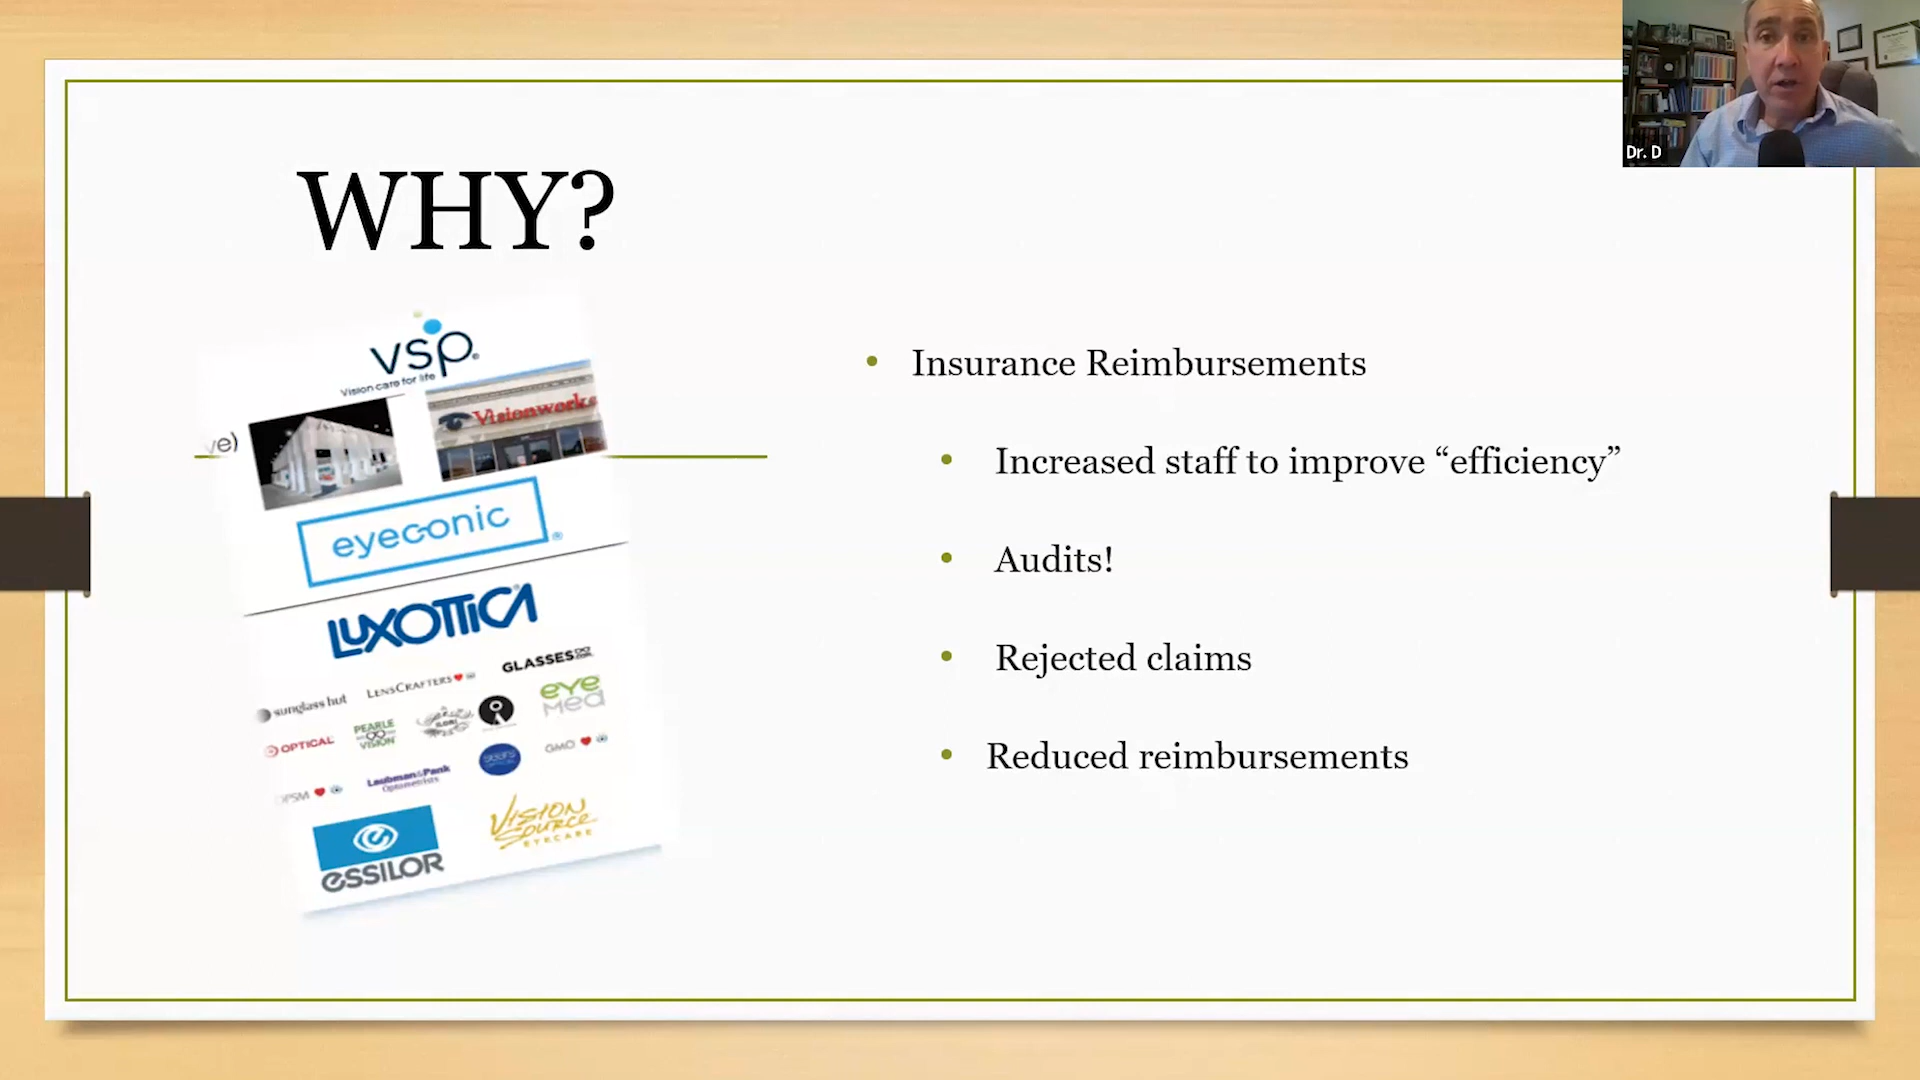 Dr. D
WHY?
vsp
Vision care for life
ve)
Visionworks
eyeconic
LUXOTTICA
GLASSES
LENSCRAFTERS
sunglass hut
eye
Med
OPTICAL
PEARLE
VISION
GMO
Laubman&Pank
Optometrists
VISION
Source
EYECARE
essilor
• Insurance Reimbursements
• Increased staff to improve “efficiency”
• Audits!
• Rejected claims
• Reduced reimbursements